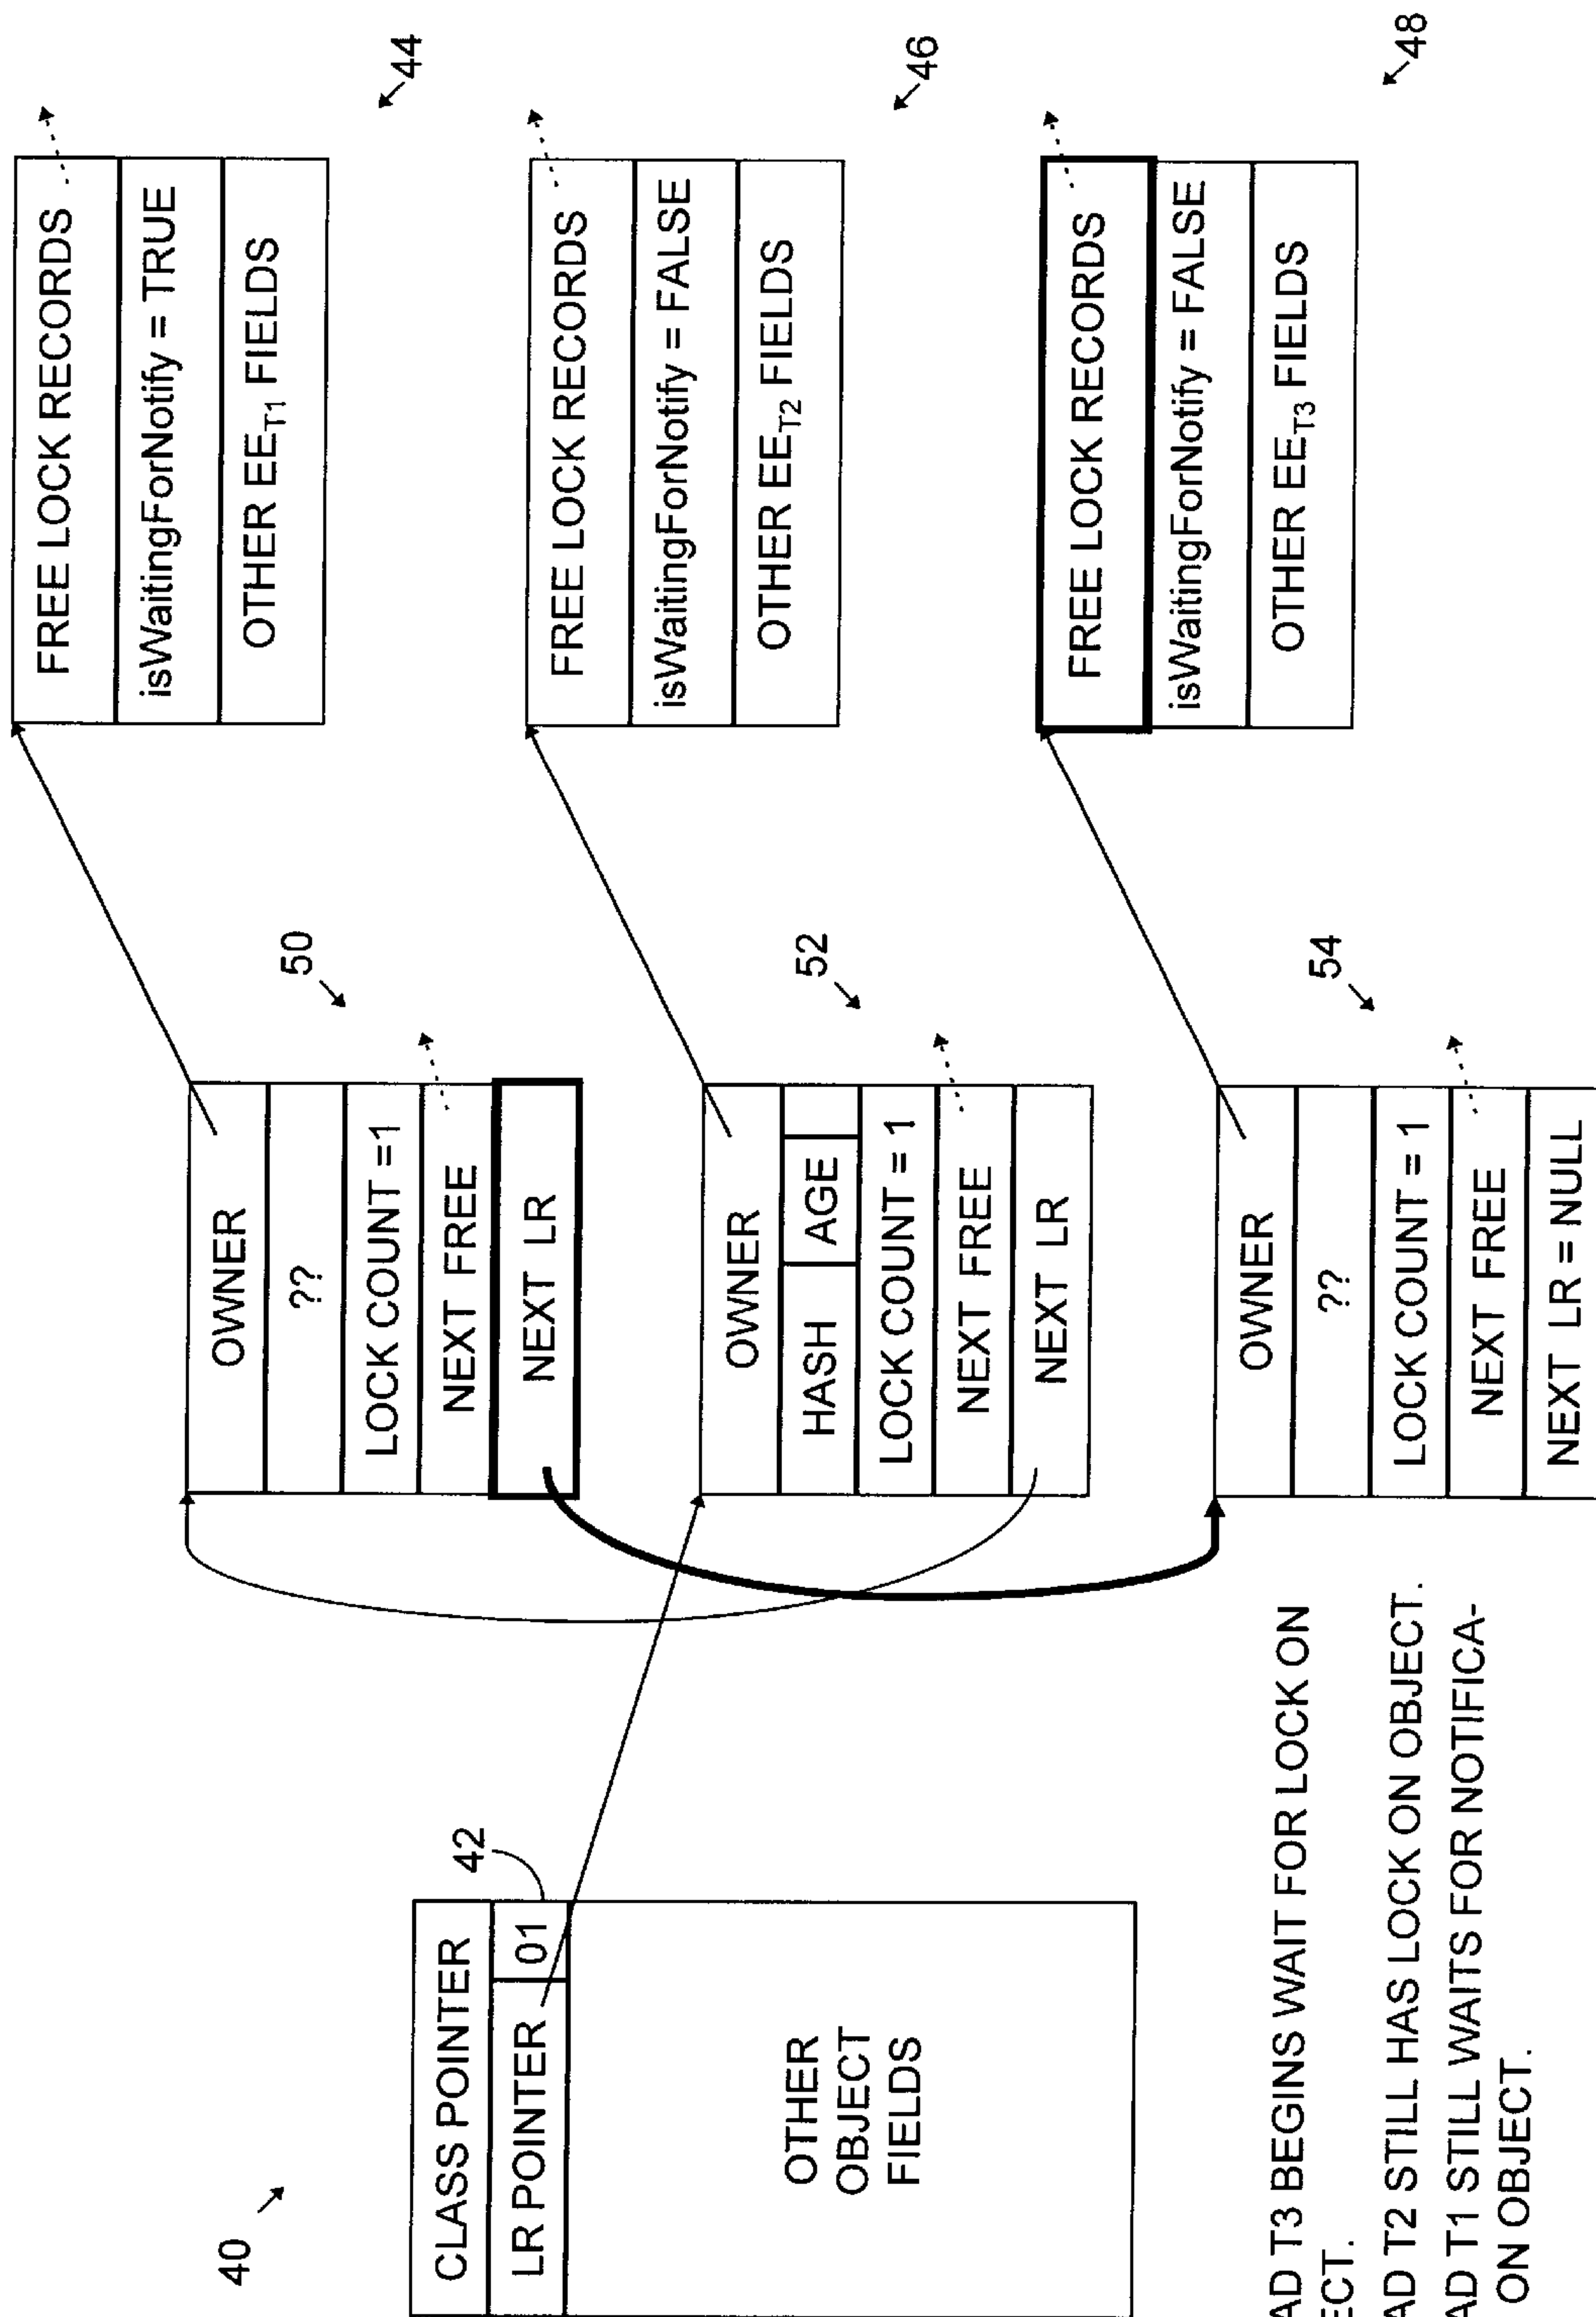 40
CLASS POINTER
LR POINTER
01
42
OTHER
OBJECT
FIELDS
OWNER
??
LOCK COUNT =1
NEXT FREE
NEXT LR
50
OWNER
HASH
AGE
LOCK COUNT = 1
NEXT FREE
NEXT LR
52
OWNER
??
LOCK COUNT = 1
NEXT FREE
NEXT LR = NULL
54
FREE LOCK RECORDS
isWaitingForNotify = TRUE
OTHER EET1 FIELDS
44
FREE LOCK RECORDS
isWaitingForNotify = FALSE
OTHER EET2 FIELDS
46
FREE LOCK RECORDS
isWaitingForNotify = FALSE
OTHER EET3 FIELDS
48
AD T3 BEGINS WAIT FOR LOCK ON
ECT.
AD T2 STILL HAS LOCK ON OBJECT.
AD T1 STILL WAITS FOR NOTIFICA-
ON OBJECT.